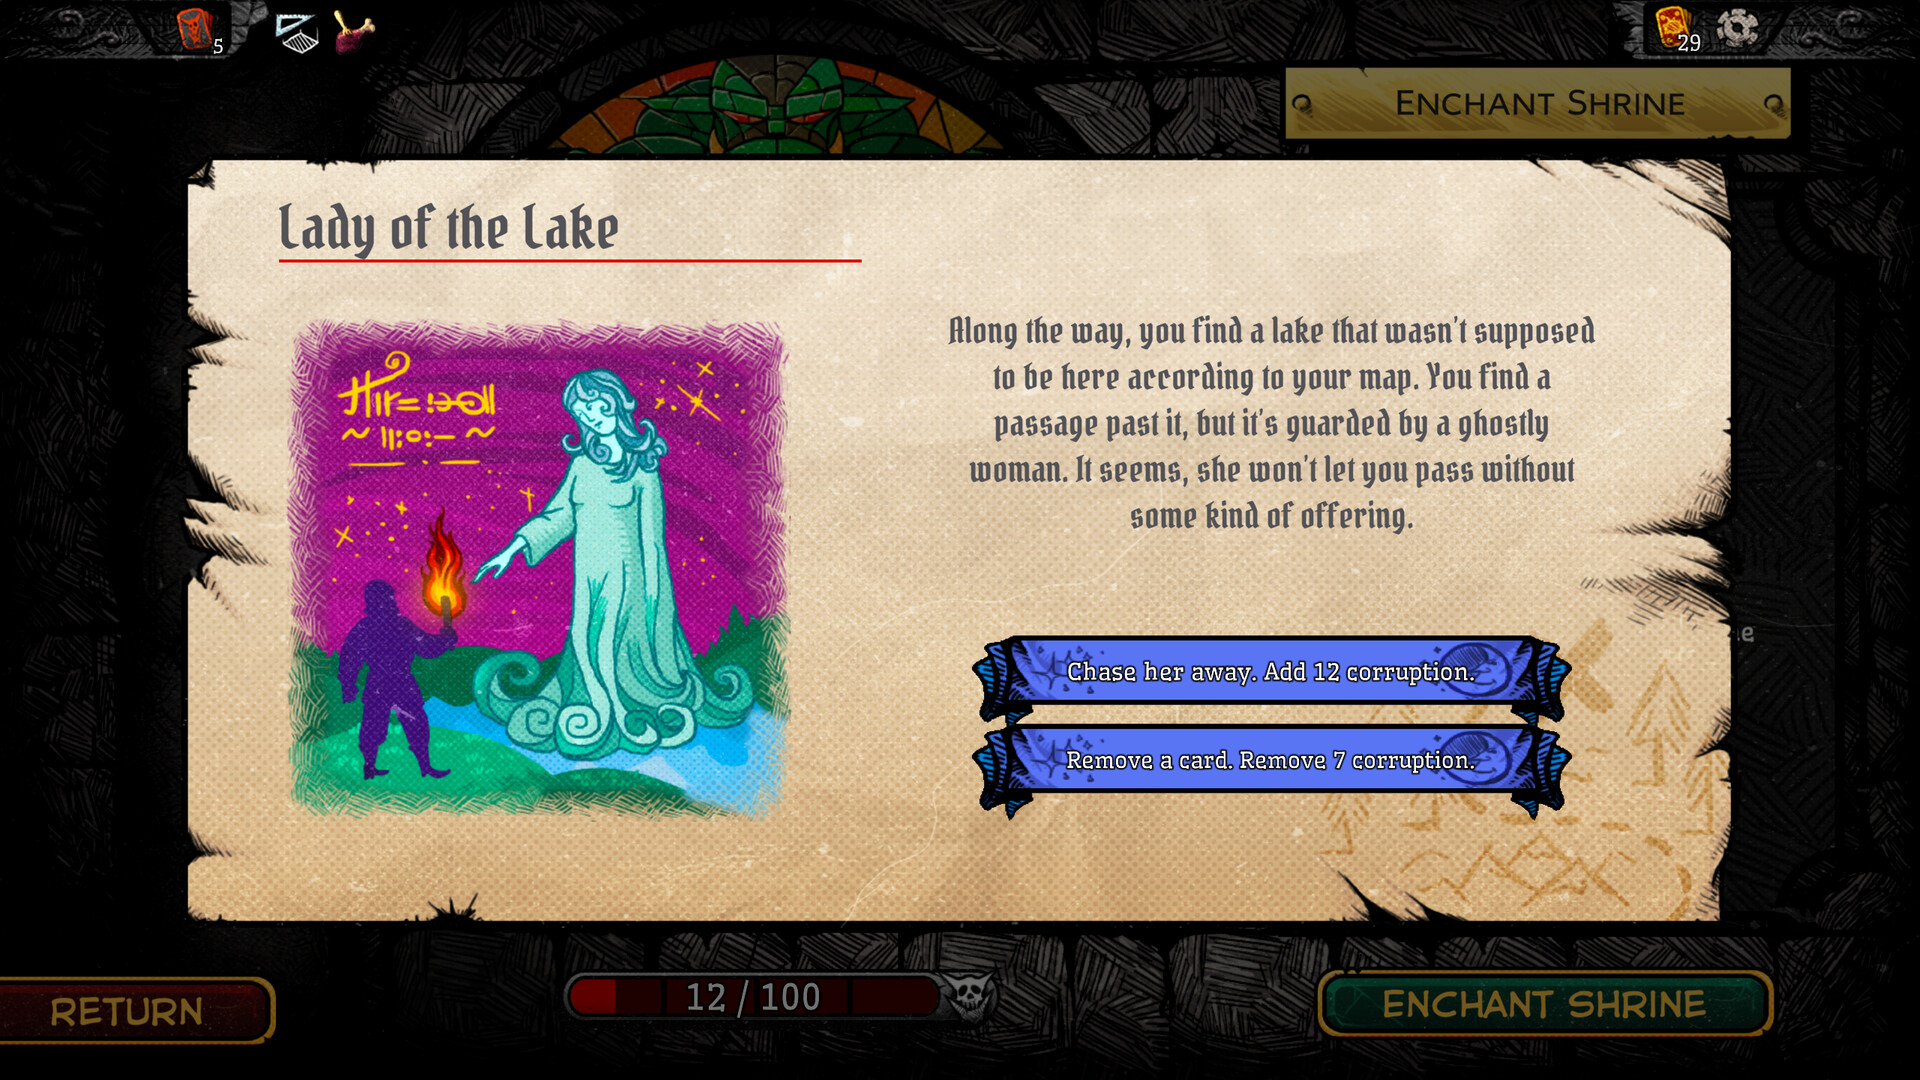 5
29
Enchant Shrine
Lady of the Lake
Along the way, you find a lake that wasn't supposed
to be here according to your map. You find a
passage past it, but it's guarded by a ghostly
woman. It seems, she won't let you pass without
some kind of offering.
Chase her away. Add 12 corruption.
Remove a card. Remove 7 corruption.
RETURN
12 / 100
ENCHANT SHRINE